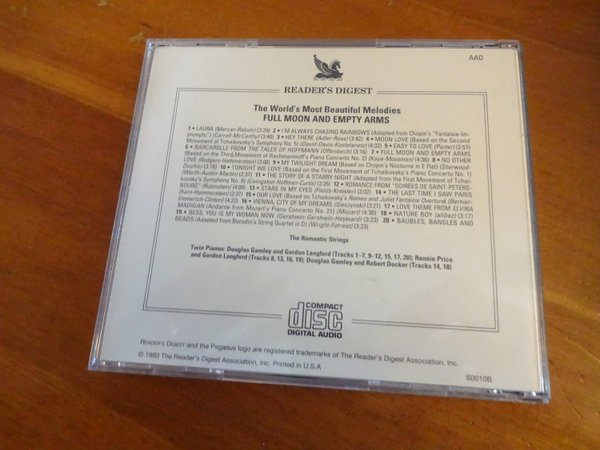 AAD
READER'S DIGEST
The World's Most Beautiful Melodies
FULL MOON AND EMPTY ARMS
1 • LAURA (Mercer-Raksin) (3:29) 2 • I'M ALWAYS CHASING RAINBOWS (Adapted from Chopin's "Fantaisie-Im-
promptu") (Carroll-McCarthy) (3:36) 3 • HEY THERE (Adler-Ross) (3:42) 4 • MOON LOVE (Based on the Second
Movement of Tchaikovsky's Symphony No. 5) (David-Davis-Kostelanetz) (4:32) 5 • EASY TO LOVE (Porter) (2:57)
6 • BARCAROLLE FROM THE TALES OF HOFFMANN (Offenbach) (3:16) 7 • FULL MOON AND EMPTY ARMS
(Based on the Third Movement of Rachmaninoff's Piano Concerto No. 2) (Kaye-Mossman) (4:36) 8 • NO OTHER
LOVE (Rodgers-Hammerstein) 9 • MY TWILIGHT DREAM (Based on Chopin's Nocturne in E Flat) (Sherwood-
Duchin) (3:16) 10 • TONIGHT WE LOVE (Based on the First Movement of Tchaikovsky's Piano Concerto No. 1)
(Worth-Austin-Martin) 11 • THE STORY OF A STARRY NIGHT (Adapted from the First Movement of Tchai-
kovsky's Symphony No. 6) (Livingston-Hoffman-Curtis) (3:35) 12 • ROMANCE FROM "SOIRÉES DE SAINT-PETERS-
BOURG" (Rubinstein) (4:09) 13 • STARS IN MY EYES (Fields-Kreisler) (3:02) 14 • THE LAST TIME I SAW PARIS
(Kern-Hammerstein) (2:37) 15 • OUR LOVE (Based on Tchaikovsky's Romeo and Juliet Fantasie Overture) (Bernier-
Emmerich-Clinton) 16 • VIENNA, CITY OF MY DREAMS (Sieczynski) (3:21) 17 • LOVE THEME FROM ELVIRA
MADIGAN (Andante from Mozart's Piano Concerto No. 21) (Mozart) (4:30) 18 • NATURE BOY (ahbez) (3:17)
19 • BESS, YOU IS MY WOMAN NOW (Gershwin-Gershwin-Heyward) (3:23) 20 • BAUBLES, BANGLES AND
BEADS (Adapted from Borodin's String Quartet in D) (Wright-Forrest) (3:23)
The Romantic Strings
Twin Pianos: Douglas Gamley and Gordon Langford (Tracks 1–7, 9–12, 15, 17, 20); Ronnie Price
and Gordon Langford (Tracks 8, 13, 16, 19); Douglas Gamley and Robert Docker (Tracks 14, 18)
COMPACT
disc
DIGITAL AUDIO
READER'S DIGEST and the Pegasus logo are registered trademarks of The Reader's Digest Association, Inc.
© 1993 The Reader's Digest Association, Inc. Printed in U.S.A
S0010B